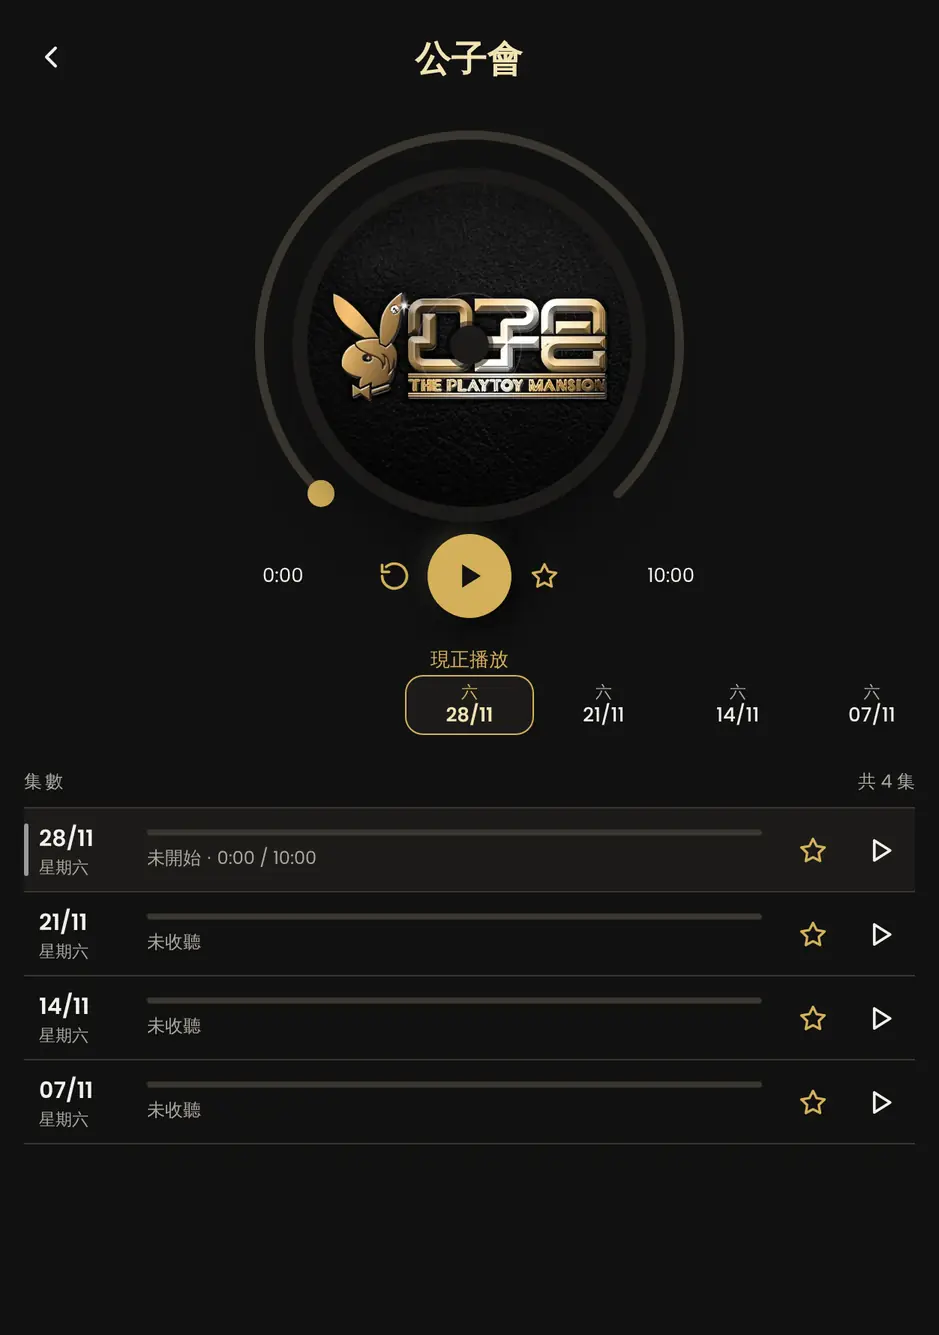 公子會
THE PLAYTOY MANSION
0:00
10:00
現正播放
六
28/11
六
21/11
六
14/11
六
07/11
集數
共 4 集
28/11
星期六
未開始 · 0:00 / 10:00
21/11
星期六
未收聽
14/11
星期六
未收聽
07/11
星期六
未收聽